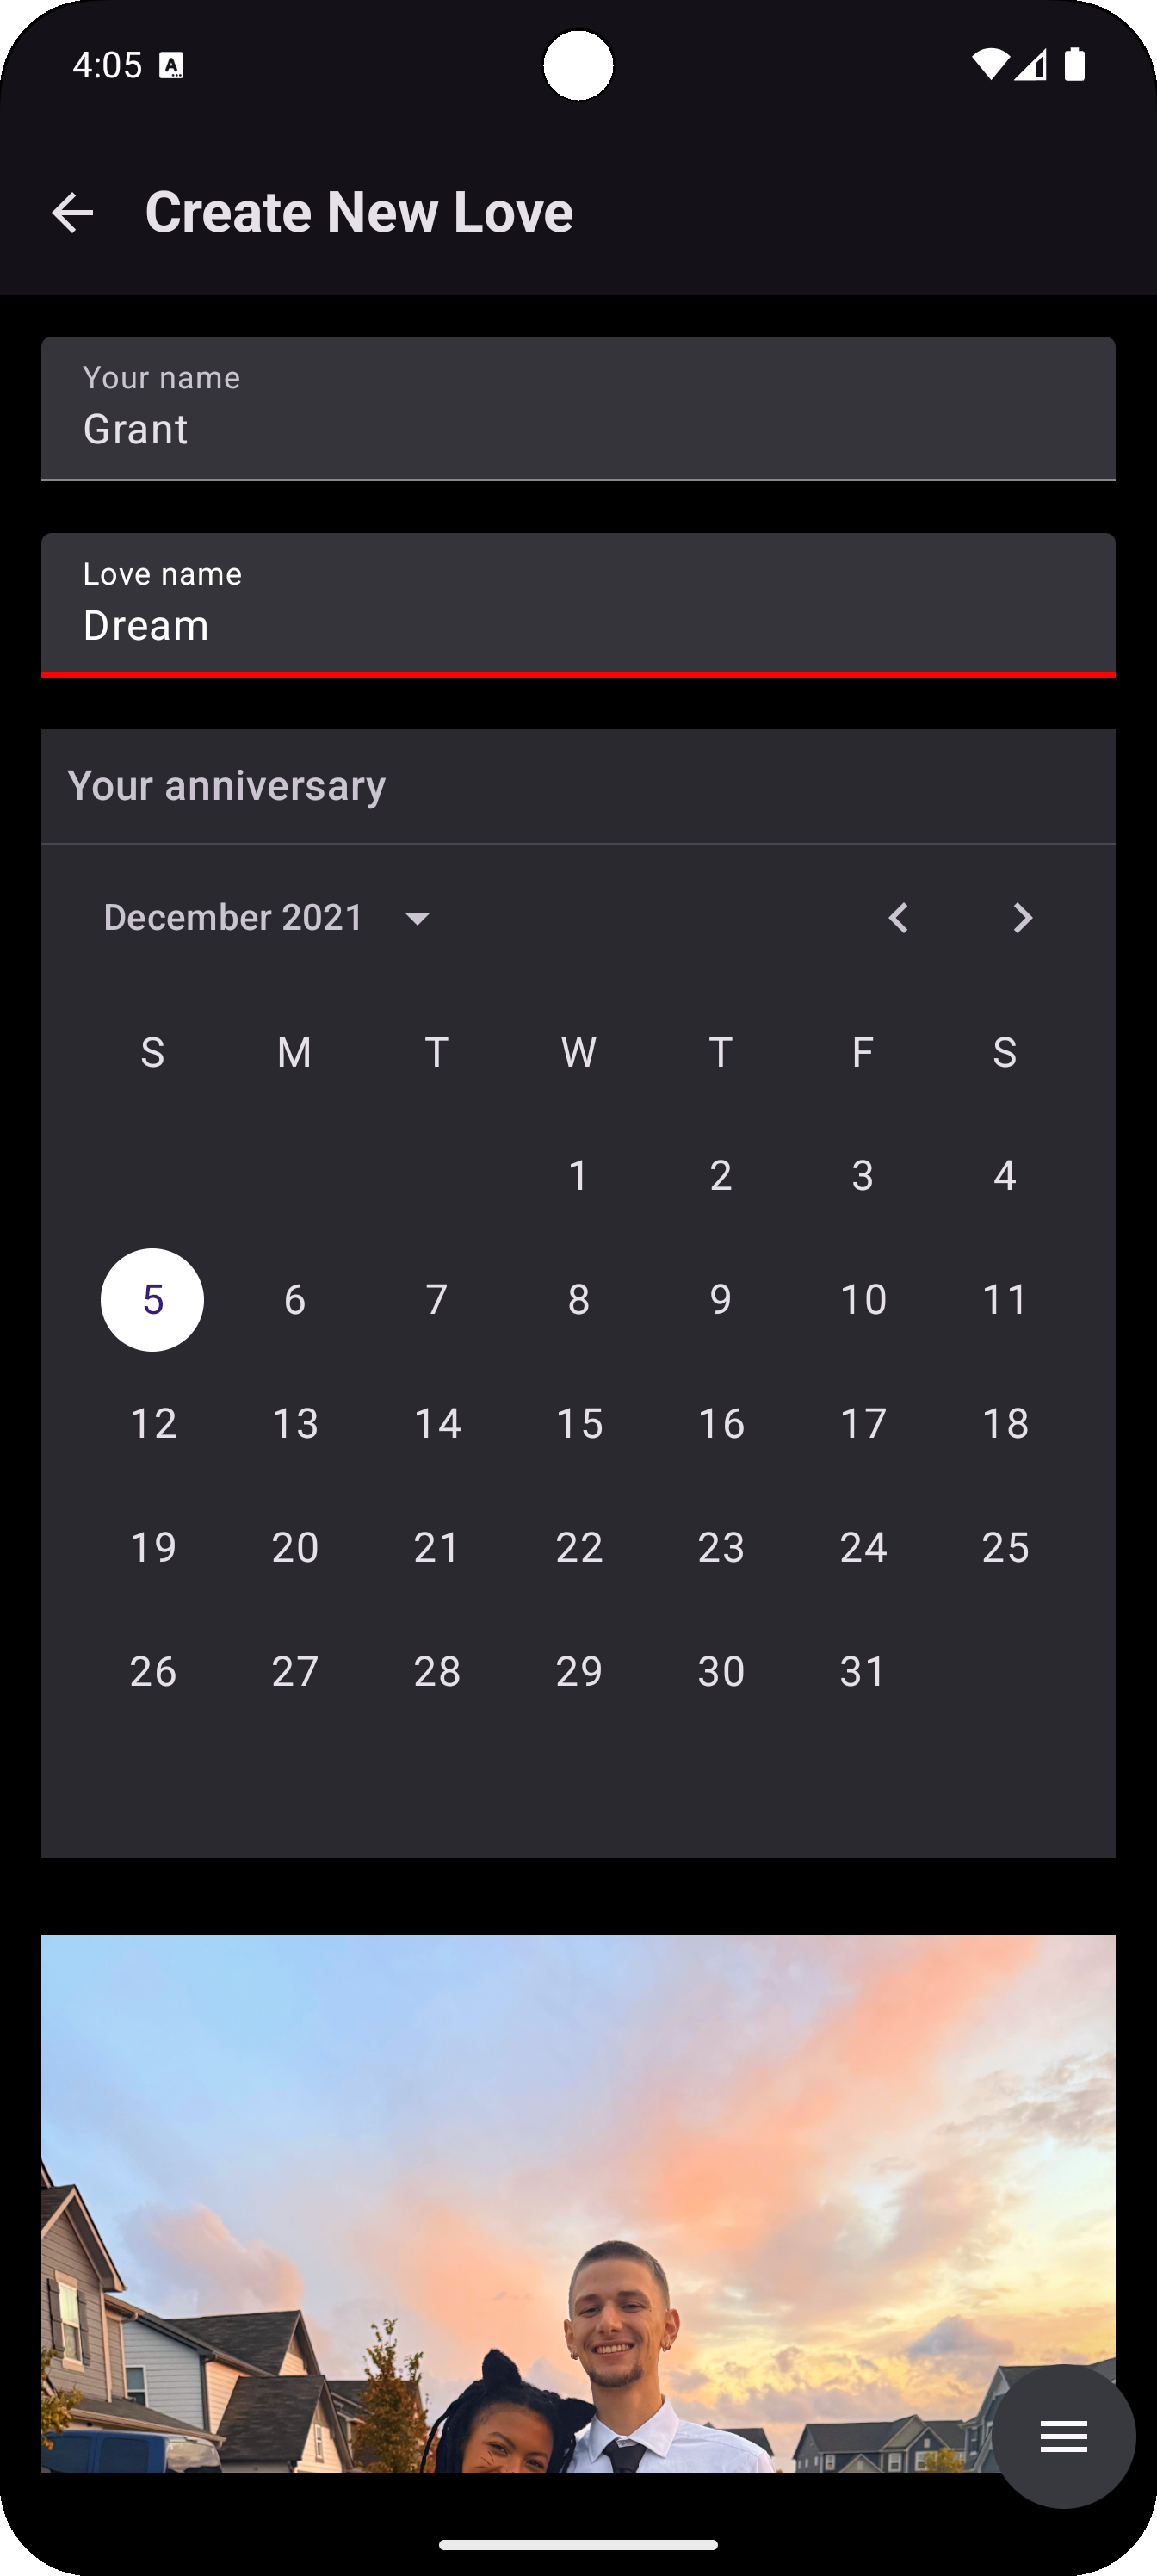 4:05 A
Create New Love
Your name
Grant
Love name
Dream
Your anniversary
December 2021
S M T W T F S
1 2 3 4
5 6 7 8 9 10 11
12 13 14 15 16 17 18
19 20 21 22 23 24 25
26 27 28 29 30 31